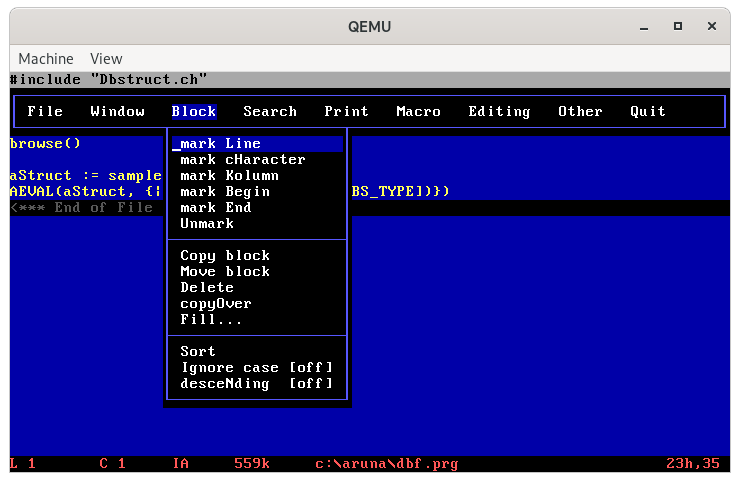 QEMU
Machine View
#include "Dbstruct.ch"
File Window Block Search Print Macro Editing Other Quit
browse()
mark Line
mark cHaracter
aStruct := sample
mark Kolumn
AEVAL(aStruct, {|
mark Begin
BS_TYPE])})
<*** End of File
mark End
Unmark
Copy block
Move block
Delete
copyOver
Fill...
Sort
Ignore case [off]
desceNding [off]
L 1 C 1 IA 559k c:\aruna\dbf.prg 23h,35